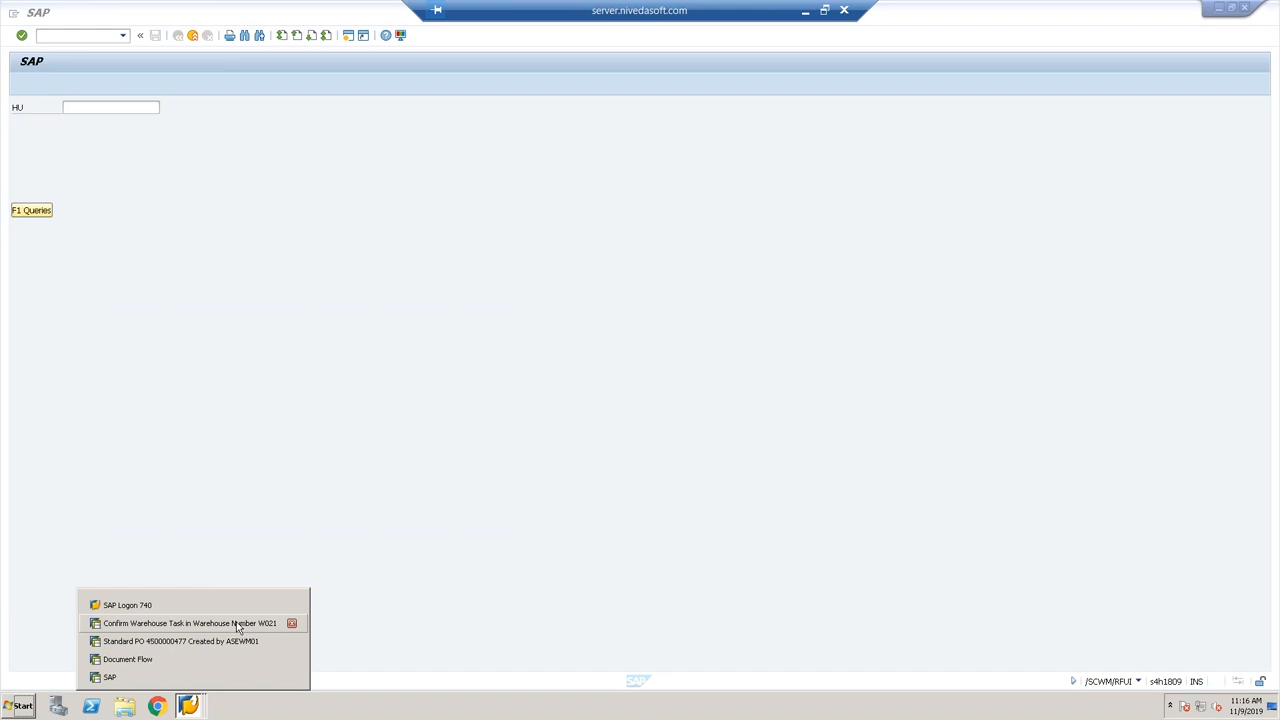 SAP
server.nivedasoft.com
SAP
HU
F1 Queries
SAP Logon 740
Confirm Warehouse Task in Warehouse Number W021
Standard PO 4500000477 Created by ASEWM01
Document Flow
SAP
SAP
/SCWM/RFUI
s4h1809
INS
Start
11:16 AM
11/9/2019